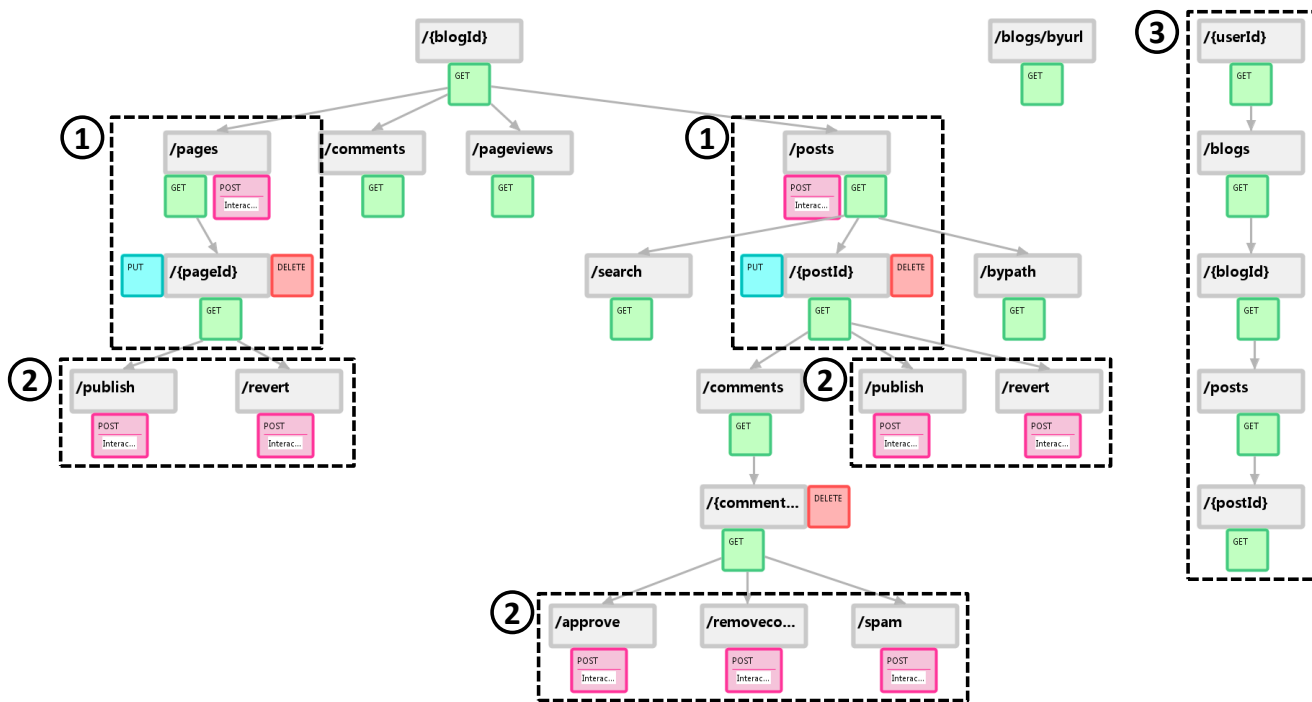 /{blogId}
GET
/blogs/byurl
GET
3
/{userId}
GET
1
/pages
GET
POST
Interac...
/comments
GET
/pageviews
GET
1
/posts
POST
Interac...
GET
/blogs
GET
PUT
/{pageId}
DELETE
GET
/search
GET
PUT
/{postId}
DELETE
GET
/bypath
GET
/{blogId}
GET
2
/publish
POST
Interac...
/revert
POST
Interac...
/comments
GET
2
/publish
POST
Interac...
/revert
POST
Interac...
/posts
GET
/{comment...
DELETE
GET
/{postId}
GET
2
/approve
POST
Interac...
/removeco...
POST
Interac...
/spam
POST
Interac...